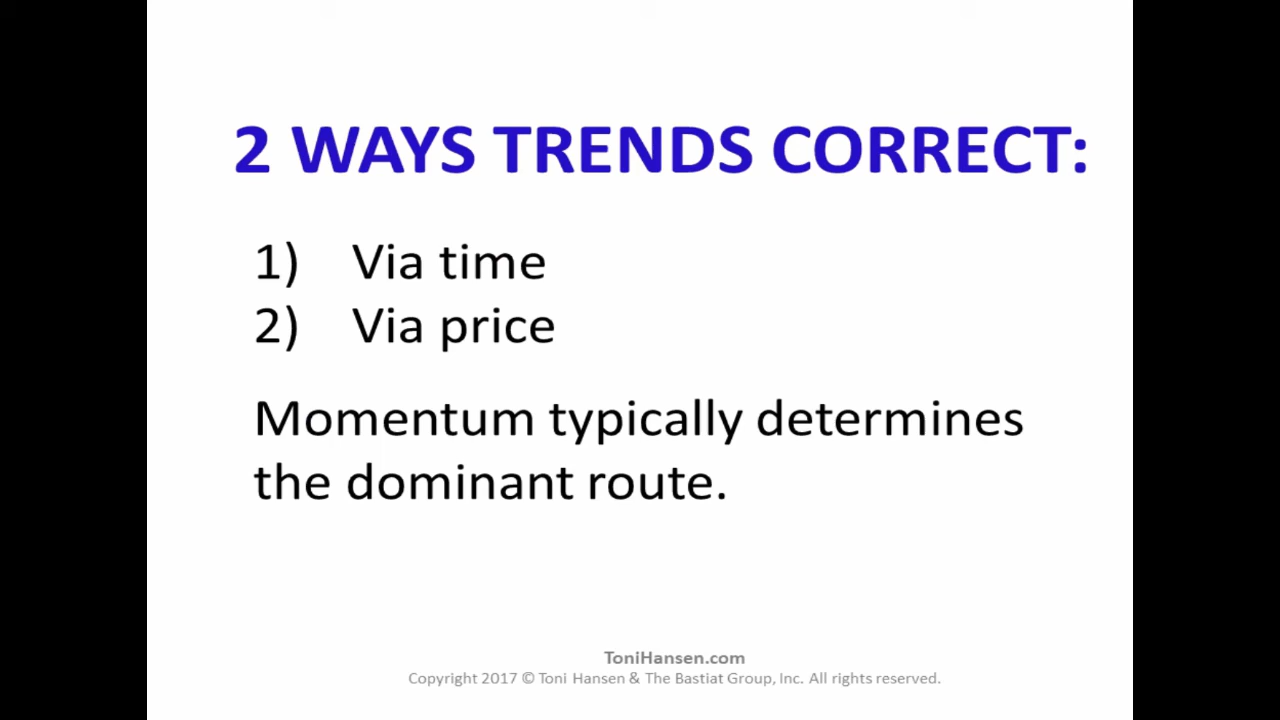 2 WAYS TRENDS CORRECT:
1) Via time
2) Via price
Momentum typically determines
the dominant route.
ToniHansen.com
Copyright 2017 © Toni Hansen & The Bastiat Group, Inc. All rights reserved.